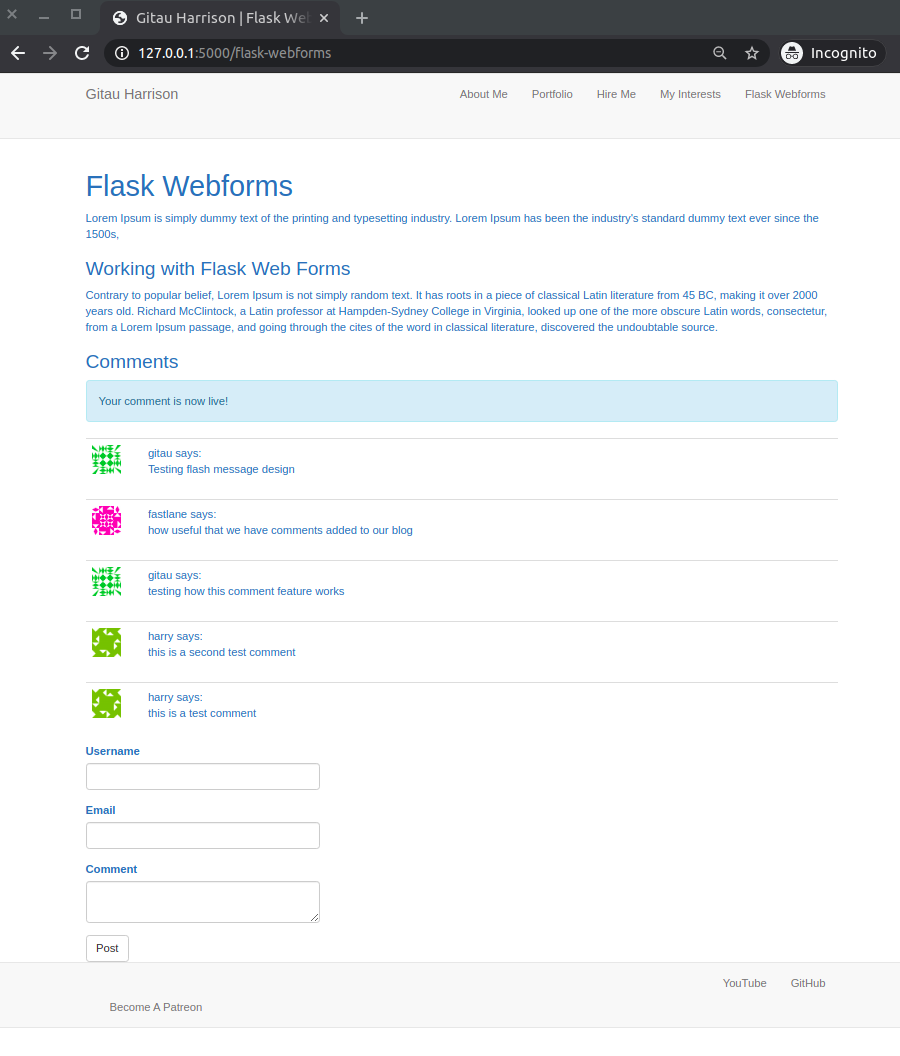 Gitau Harrison | Flask We
127.0.0.1:5000/flask-webforms
Incognito
Gitau Harrison
About Me
Portfolio
Hire Me
My Interests
Flask Webforms
Flask Webforms
Lorem Ipsum is simply dummy text of the printing and typesetting industry. Lorem Ipsum has been the industry's standard dummy text ever since the
1500s,
Working with Flask Web Forms
Contrary to popular belief, Lorem Ipsum is not simply random text. It has roots in a piece of classical Latin literature from 45 BC, making it over 2000
years old. Richard McClintock, a Latin professor at Hampden-Sydney College in Virginia, looked up one of the more obscure Latin words, consectetur,
from a Lorem Ipsum passage, and going through the cites of the word in classical literature, discovered the undoubtable source.
Comments
Your comment is now live!
gitau says:
Testing flash message design
fastlane says:
how useful that we have comments added to our blog
gitau says:
testing how this comment feature works
harry says:
this is a second test comment
harry says:
this is a test comment
Username
Email
Comment
Post
YouTube
GitHub
Become A Patreon